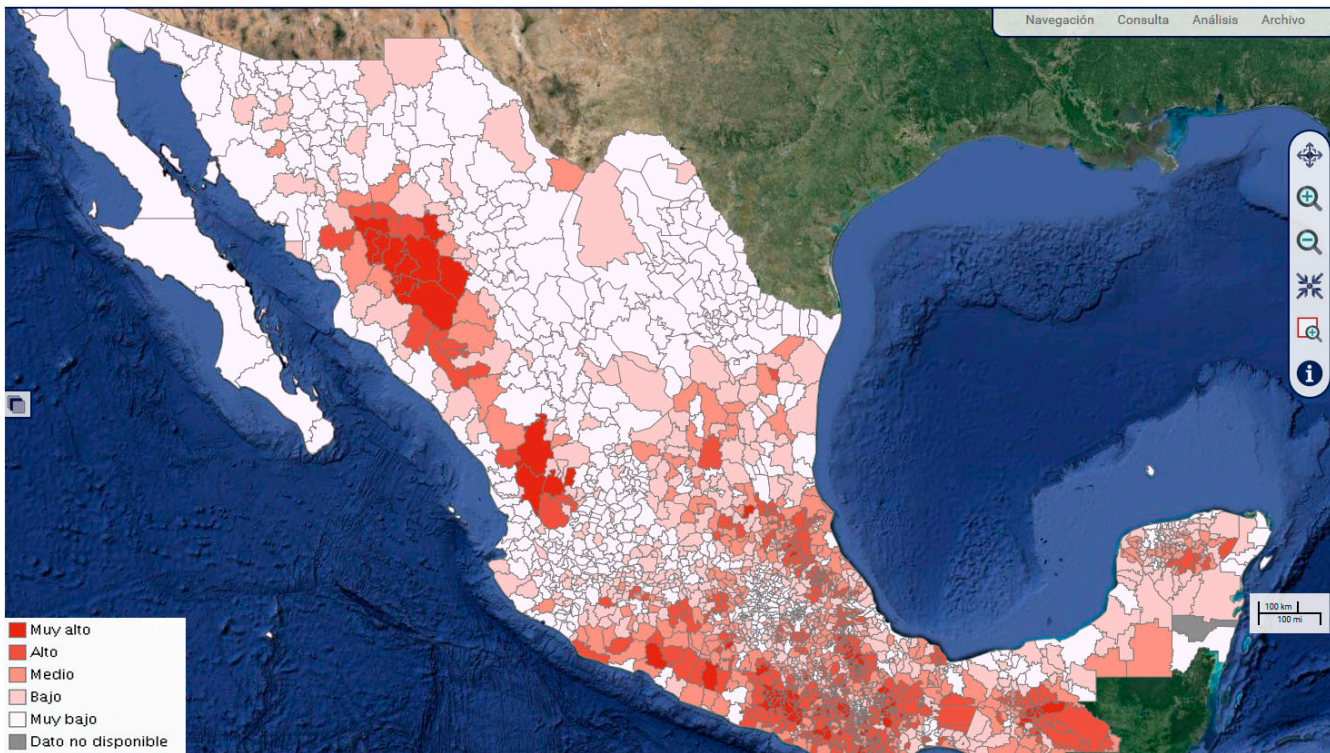 Navegación Consulta Análisis Archivo
100 km
100 mi
Muy alto
Alto
Medio
Bajo
Muy bajo
Dato no disponible